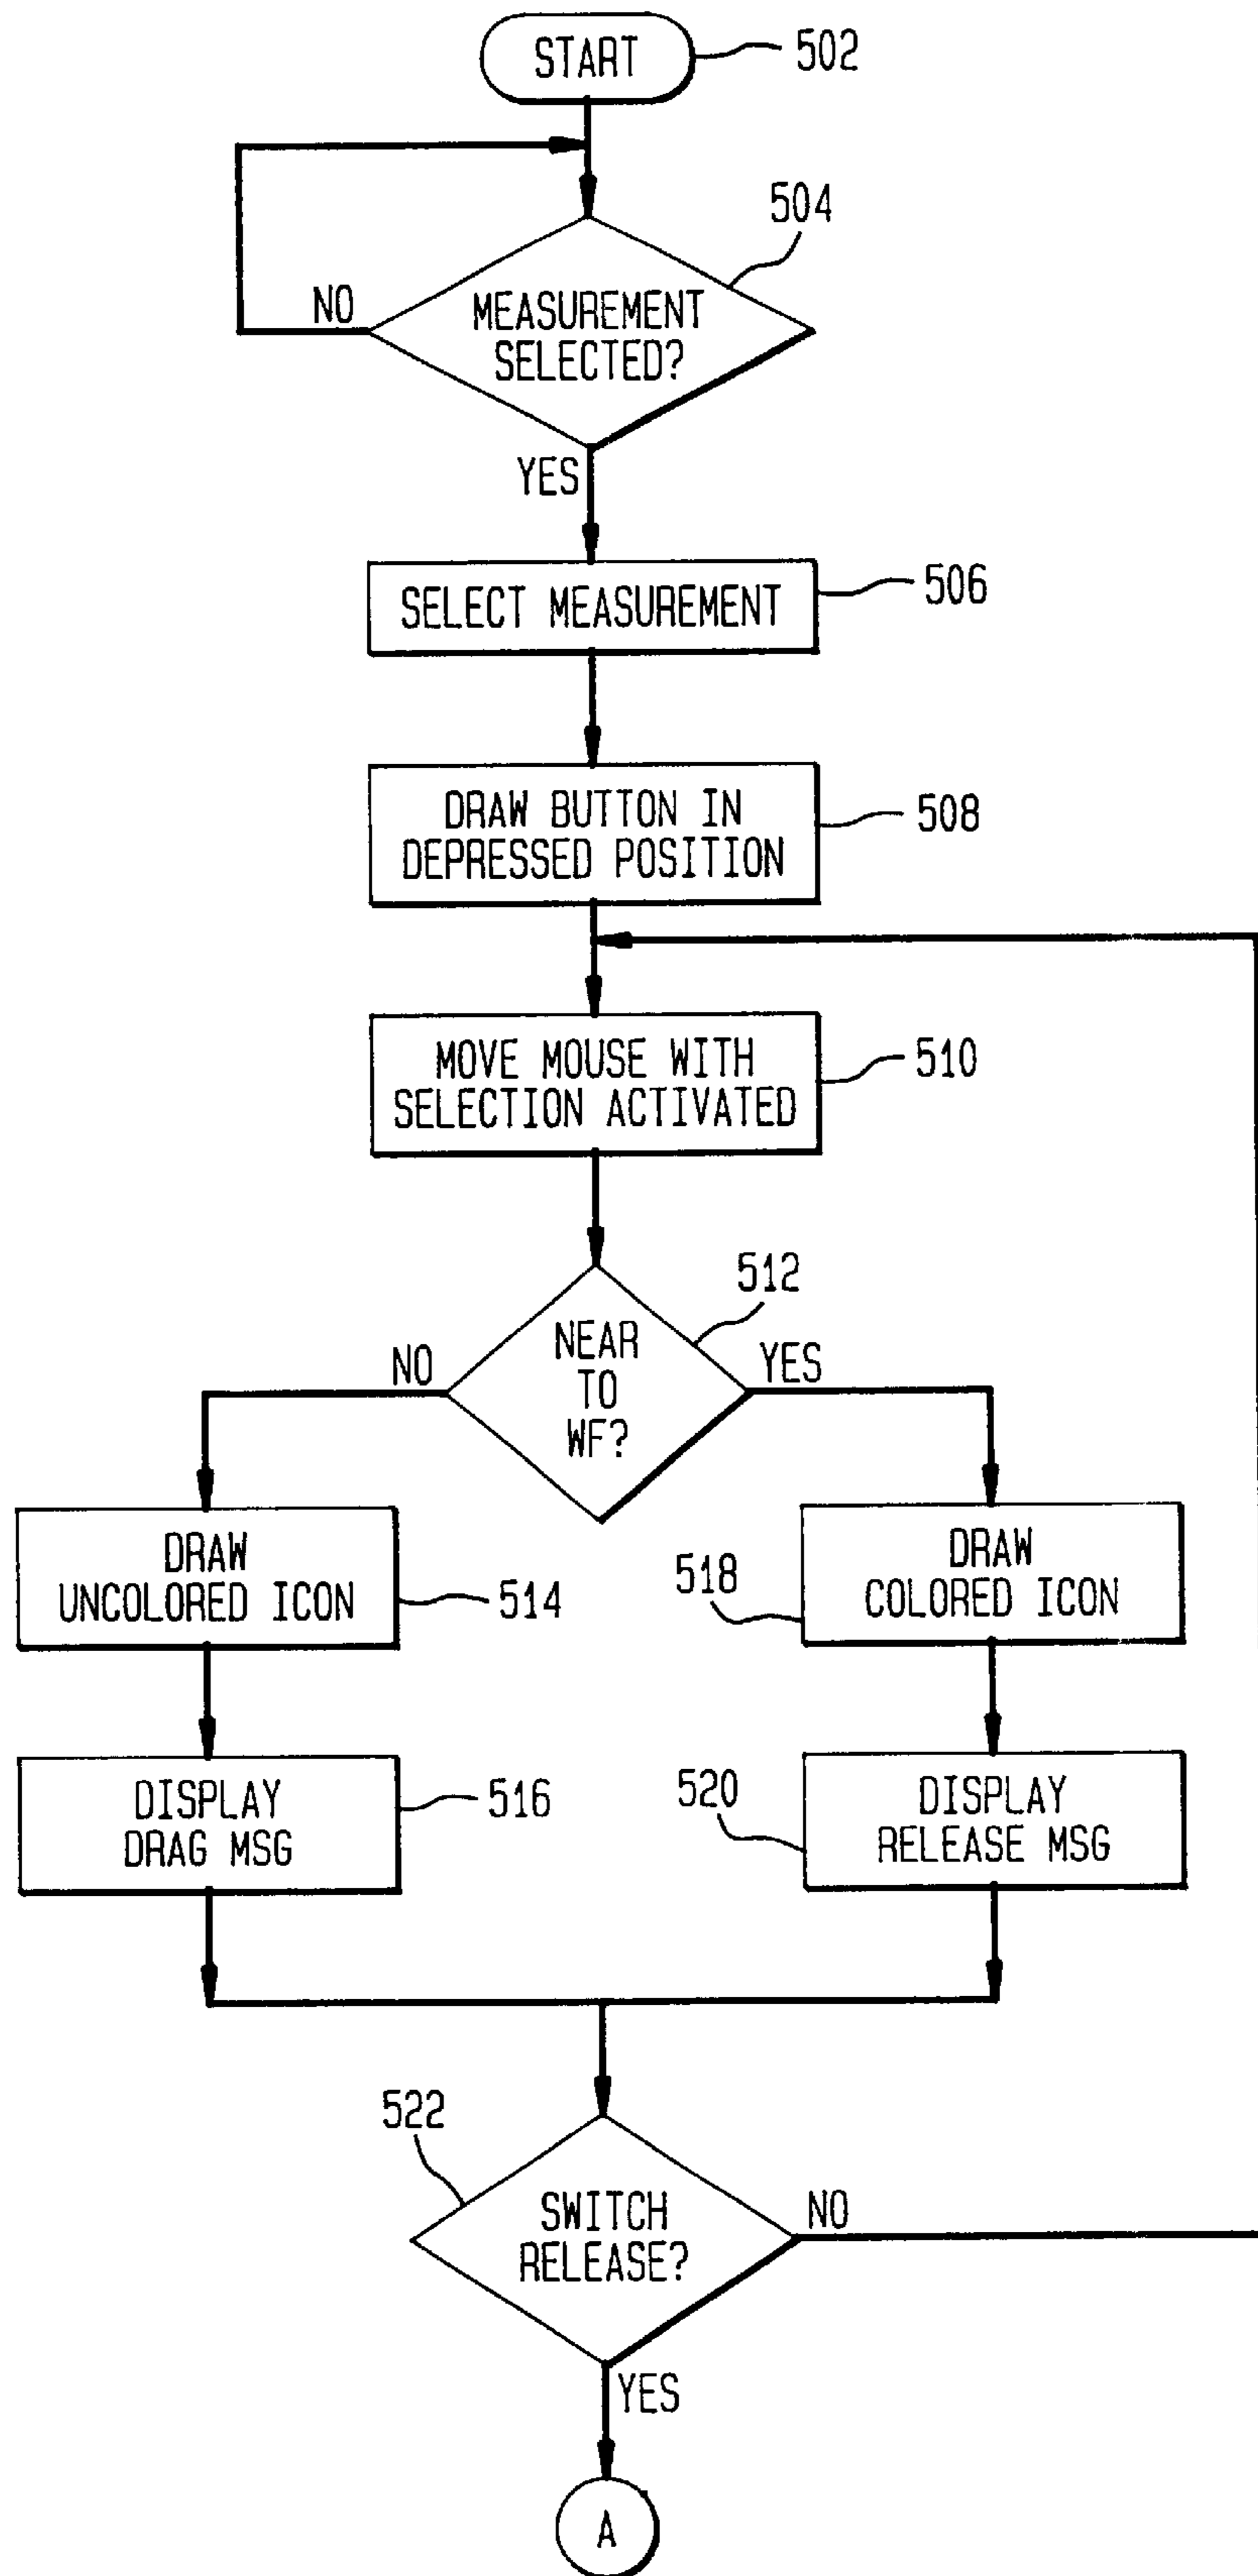 START
502
504
NO
MEASUREMENT
SELECTED?
YES
SELECT MEASUREMENT
506
DRAW BUTTON IN
DEPRESSED POSITION
508
MOVE MOUSE WITH
SELECTION ACTIVATED
510
512
NO
NEAR
TO
WF?
YES
DRAW
UNCOLORED ICON
514
518
DRAW
COLORED ICON
DISPLAY
DRAG MSG
516
520
DISPLAY
RELEASE MSG
522
SWITCH
RELEASE?
NO
YES
A